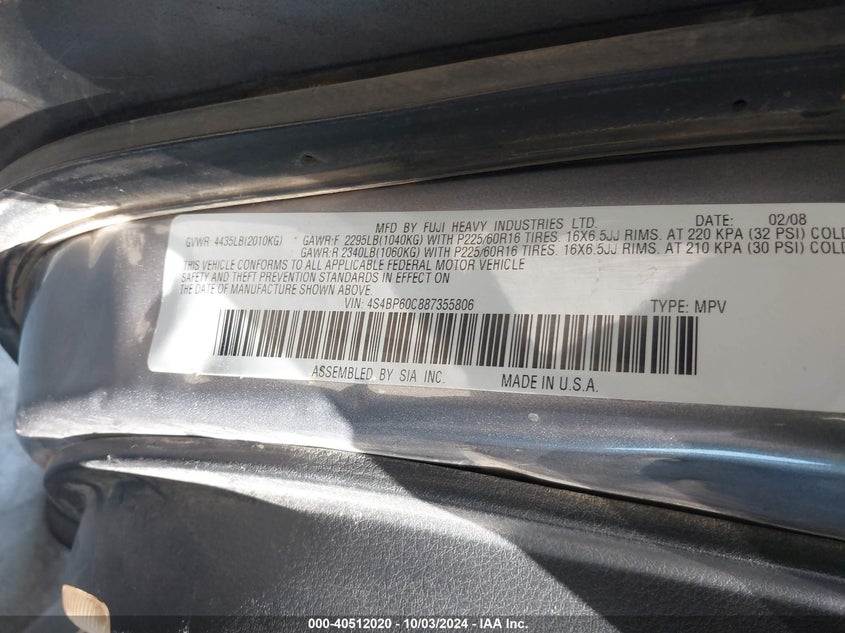 MFD BY FUJI HEAVY INDUSTRIES LTD. DATE: 02/08
GVWR: 4435LB(2010KG) * GAWR:F 2295LB(1040KG) WITH P225/60R16 TIRES. 16X6.5JJ RIMS. AT 220 KPA (32 PSI) COLD
GAWR:R 2340LB(1060KG) WITH P225/60R16 TIRES. 16X6.5JJ RIMS. AT 210 KPA (30 PSI) COLD
THIS VEHICLE CONFORMS TO ALL APPLICABLE FEDERAL MOTOR VEHICLE
SAFETY AND THEFT PREVENTION STANDARDS IN EFFECT ON
THE DATE OF MANUFACTURE SHOWN ABOVE.
VIN: 4S4BP60C887355806 TYPE: MPV
ASSEMBLED BY SIA INC. MADE IN U.S.A.
000-40512020 - 10/03/2024 - IAA Inc.